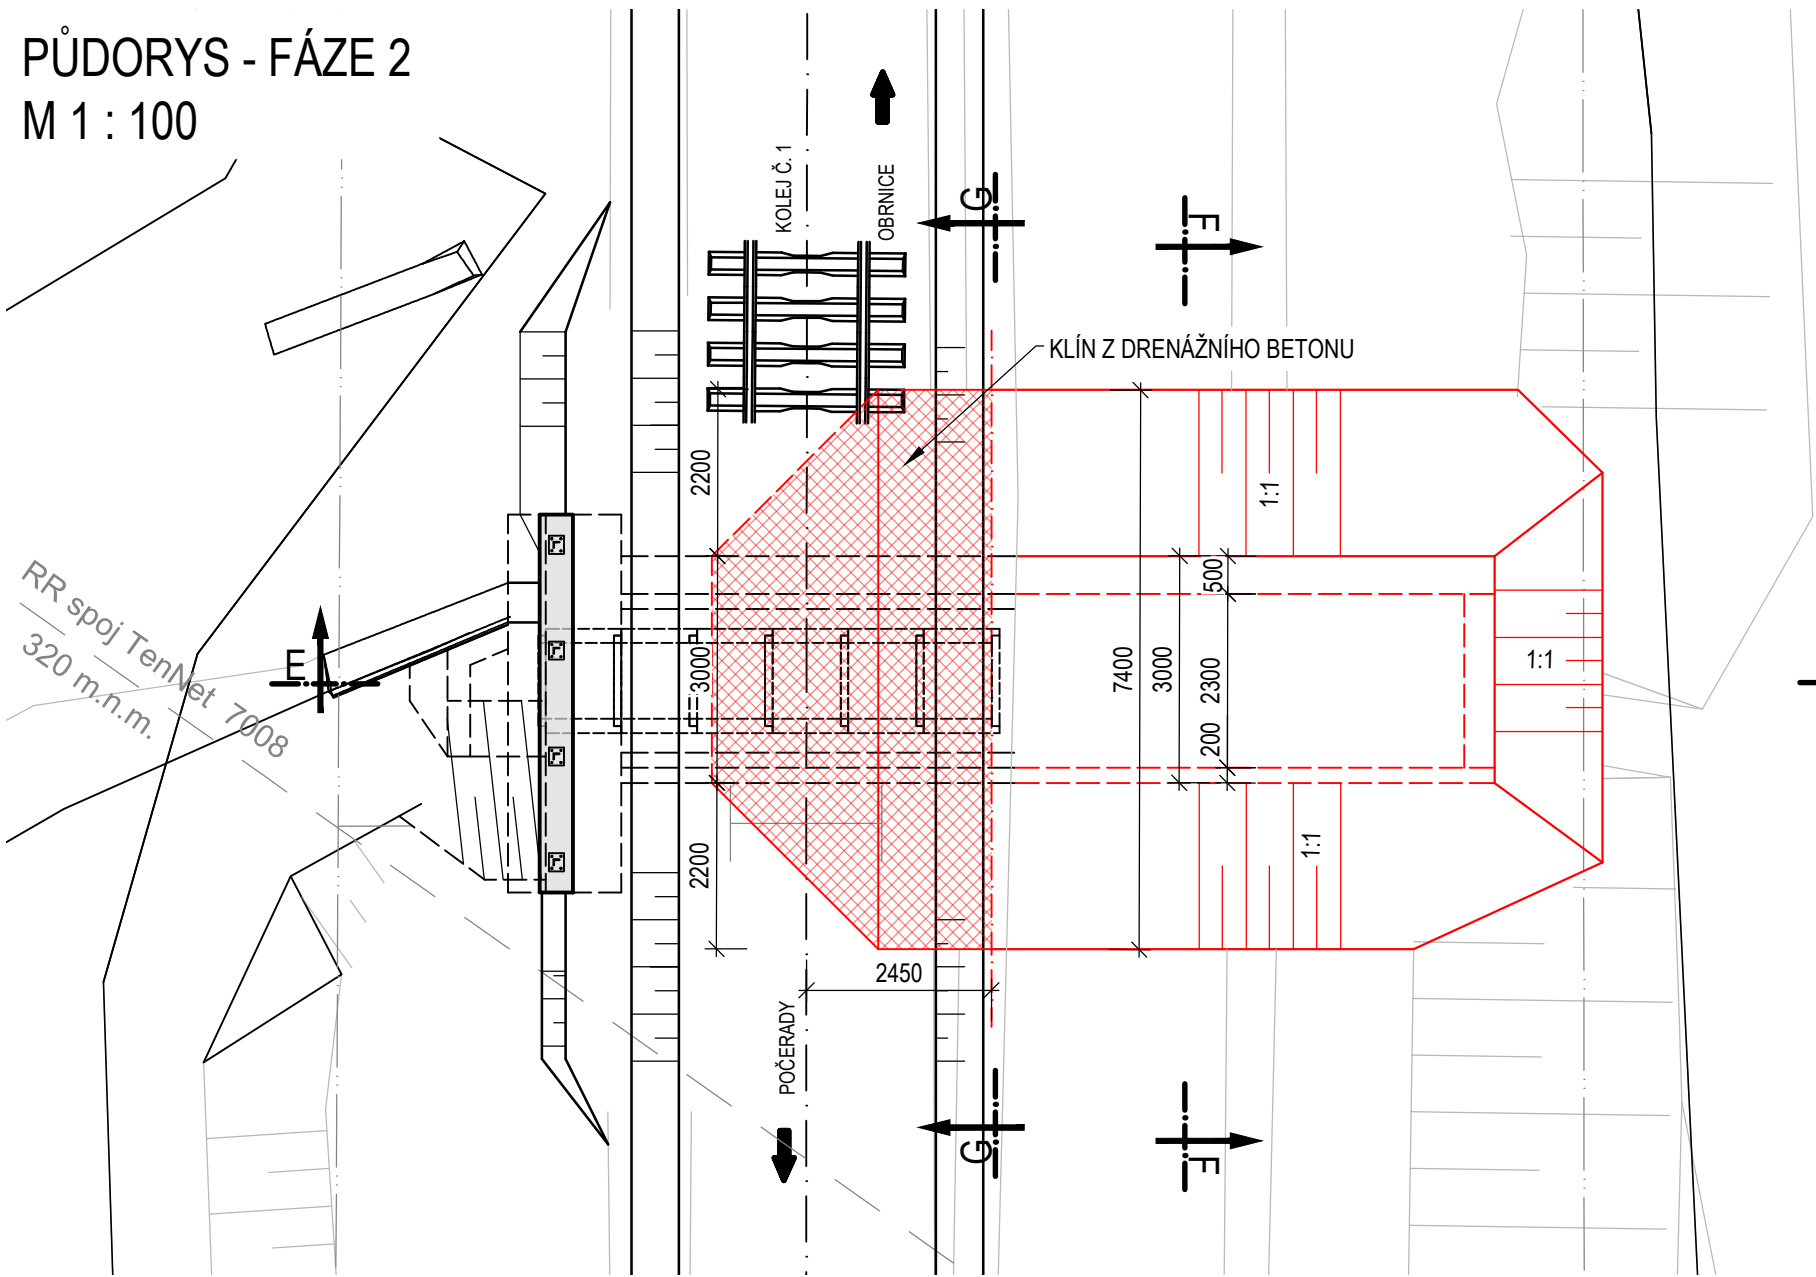 PŮDORYS - FÁZE 2
M 1 : 100
KOLEJ Č. 1
OBRNICE
G
F
KLÍN Z DRENÁŽNÍHO BETONU
2200
1:1
RR spoj TenNet 7008
320 m.n.m.
E
3000
7400
3000
500
2300
200
1:1
2200
1:1
2450
POČERADY
G
F